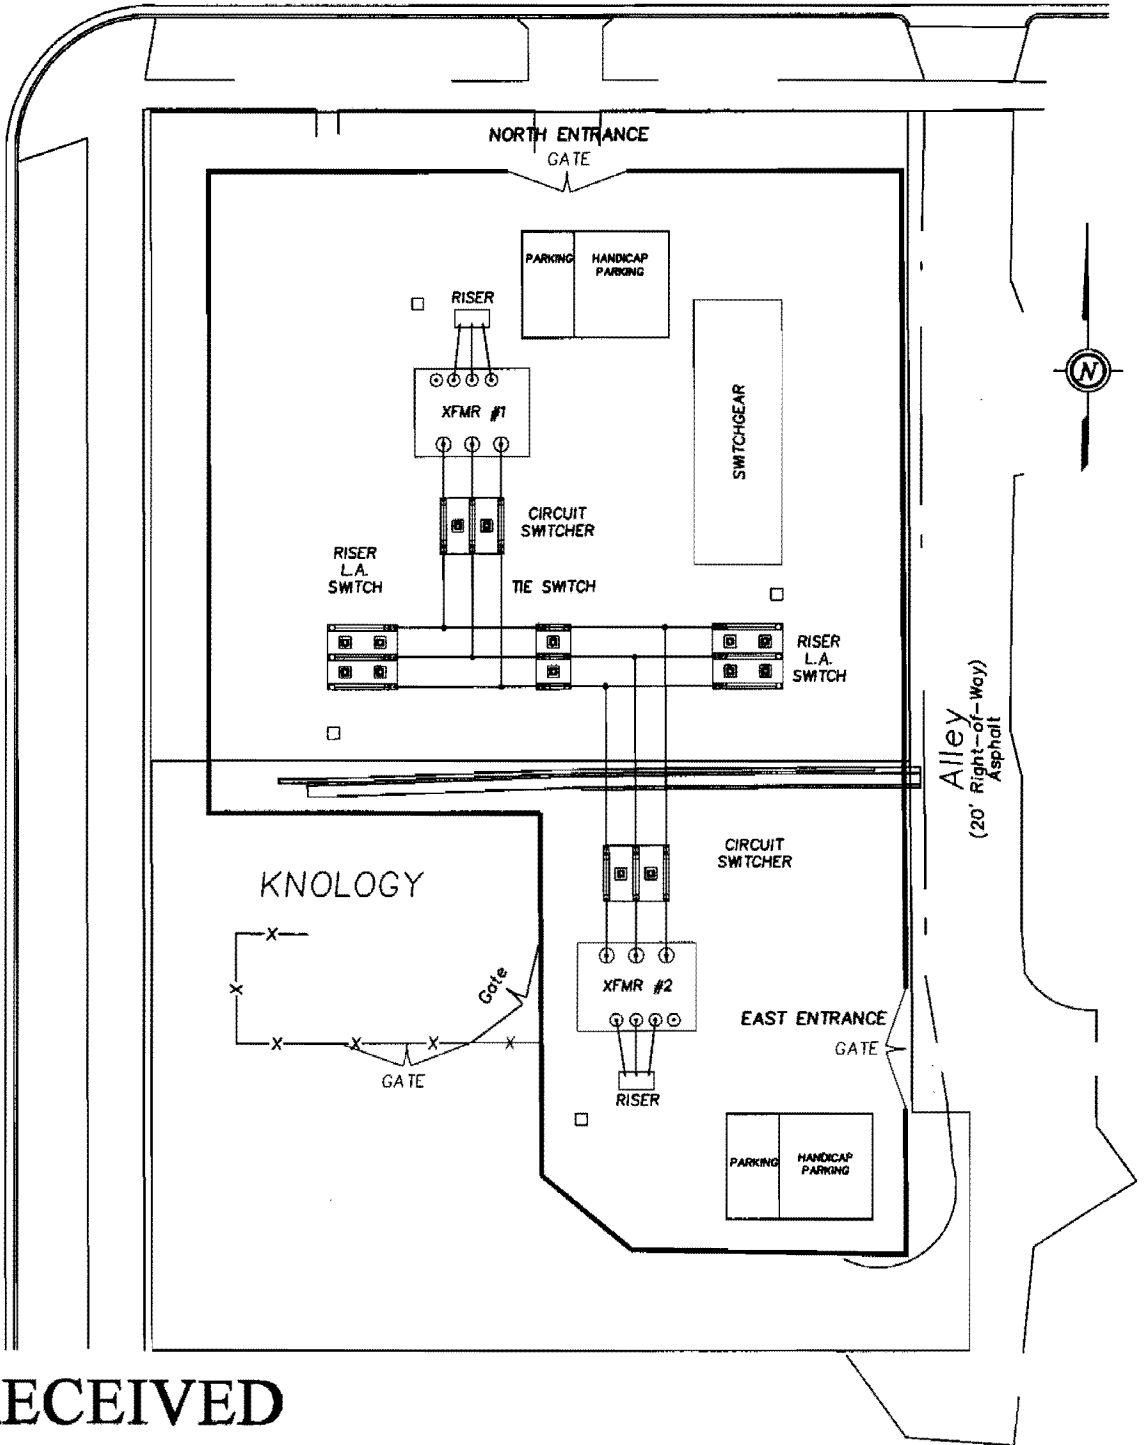 NORTH ENTRANCE
GATE
PARKING
HANDICAP
PARKING
RISER
N
XFMR #1
SWITCHGEAR
CIRCUIT
SWITCHER
RISER
L.A.
SWITCH
TIE SWITCH
RISER
L.A.
SWITCH
Alley
(20' Right-of-Way)
Asphalt
CIRCUIT
SWITCHER
KNOLOGY
X
X
X
X
X
X
Gate
GATE
XFMR #2
EAST ENTRANCE
GATE
RISER
PARKING
HANDICAP
PARKING
ECEIVED